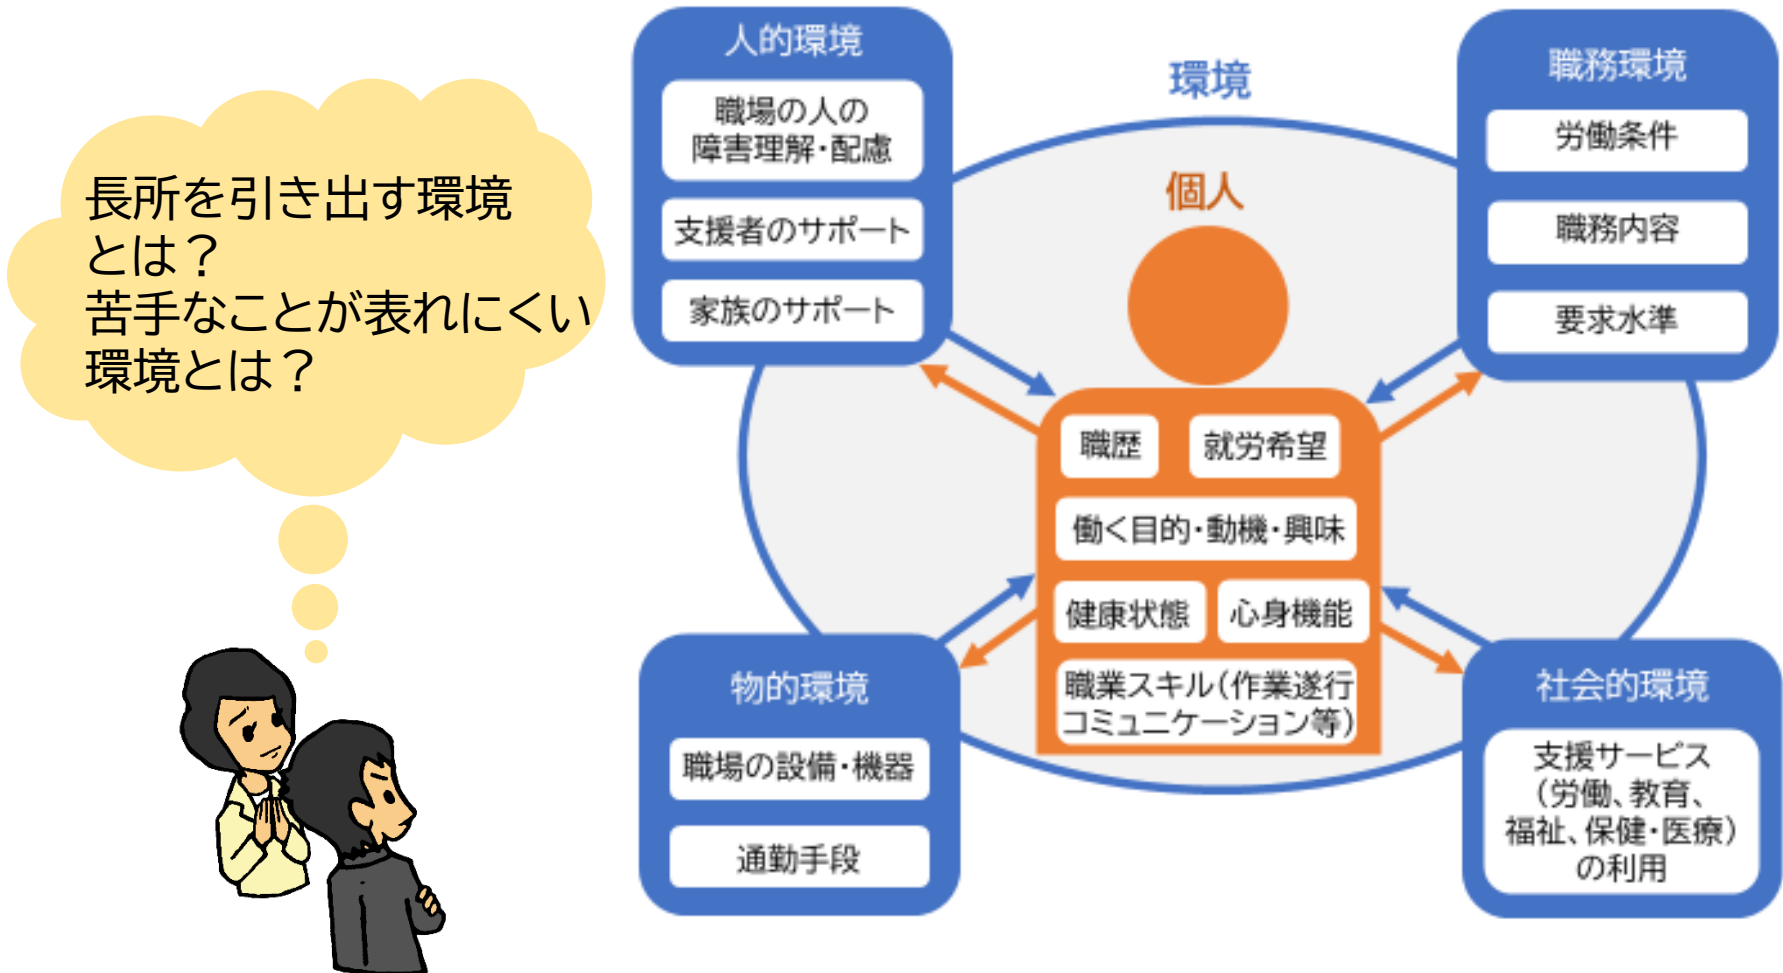 長所を引き出す環境
とは？
苦手なことが表れにくい
環境とは？
人的環境
職場の人の
障害理解・配慮
支援者のサポート
家族のサポート
環境
個人
職務環境
労働条件
職務内容
要求水準
職歴
就労希望
働く目的・動機・興味
健康状態
心身機能
職業スキル（作業遂行
コミュニケーション等）
物的環境
職場の設備・機器
通勤手段
社会的環境
支援サービス
（労働、教育、
福祉、保健・医療）
の利用